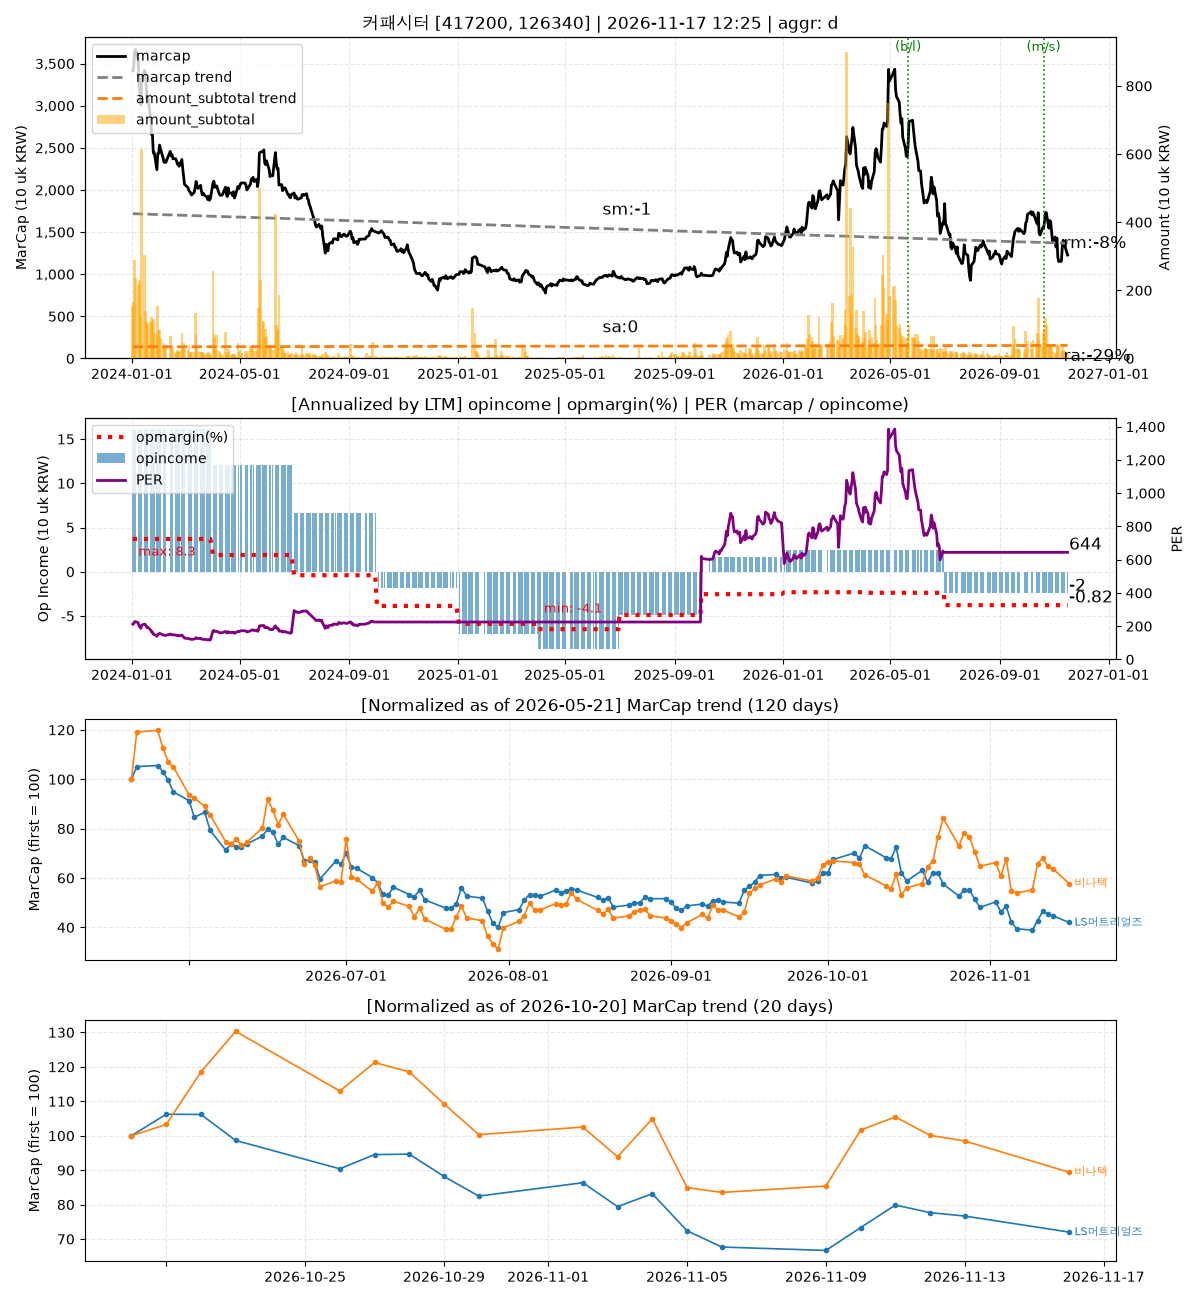 커패시터 [417200, 126340] | 2026-11-17 12:25 | aggr: d
(b/l)
(m/s)
marcap
marcap trend
amount_subtotal trend
amount_subtotal
3,500
3,000
2,500
2,000
1,500
1,000
500
0
MarCap (10 uk KRW)
800
600
400
200
0
Amount (10 uk KRW)
sm:-1
rm:-8%
sa:0
ra:-29%
2024-01-01
2024-05-01
2024-09-01
2025-01-01
2025-05-01
2025-09-01
2026-01-01
2026-05-01
2026-09-01
2027-01-01
[Annualized by LTM] opincome | opmargin(%) | PER (marcap / opincome)
opmargin(%)
opincome
PER
15
10
5
0
-5
Op Income (10 uk KRW)
1,400
1,200
1,000
800
600
400
200
0
PER
max: 8.3
min: -4.1
644
-2
-0.82
2024-01-01
2024-05-01
2024-09-01
2025-01-01
2025-05-01
2025-09-01
2026-01-01
2026-05-01
2026-09-01
2027-01-01
[Normalized as of 2026-05-21] MarCap trend (120 days)
120
100
80
60
40
MarCap (first = 100)
비나텍
LS머트리얼즈
2026-07-01
2026-08-01
2026-09-01
2026-10-01
2026-11-01
[Normalized as of 2026-10-20] MarCap trend (20 days)
130
120
110
100
90
80
70
MarCap (first = 100)
비나텍
LS머트리얼즈
2026-10-25
2026-10-29
2026-11-01
2026-11-05
2026-11-09
2026-11-13
2026-11-17